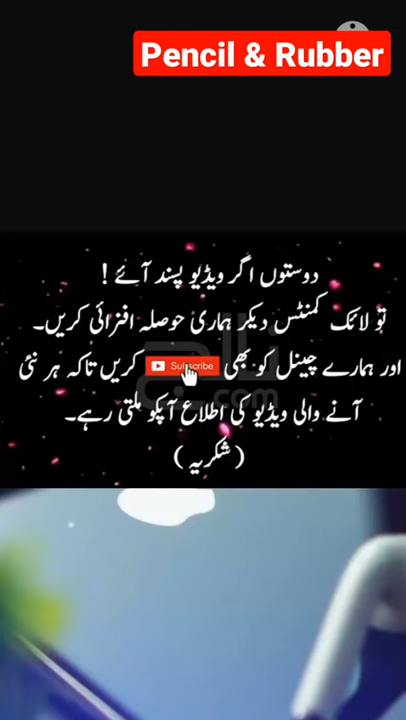 Pencil & Rubber
دوستوں اگر ویڈیو پسند آئے !
تو لائک کمنٹس دیکر ہماری حوصلہ افزائی کریں۔
اور ہمارے چینل کو بھی Subscribe کریں تاکہ ہر نئی
آنے والی ویڈیو کی اطلاع آپکو ملتی رہے۔
(شکریہ)